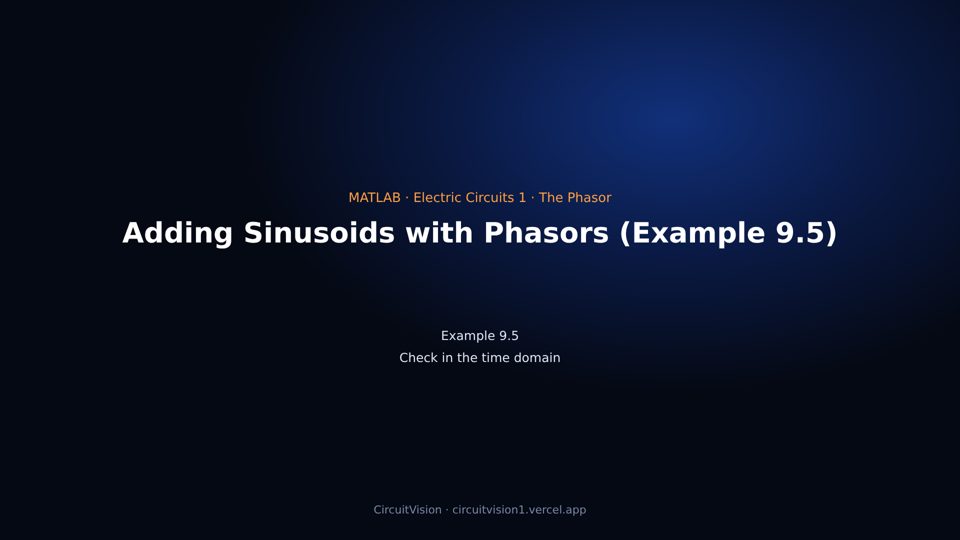 MATLAB · Electric Circuits 1 · The Phasor
Adding Sinusoids with Phasors (Example 9.5)
Example 9.5
Check in the time domain
CircuitVision · circuitvision1.vercel.app